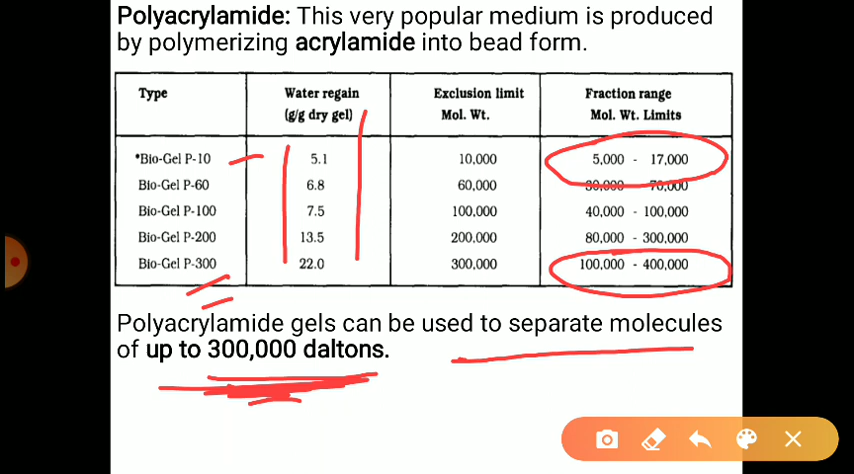 Polyacrylamide: This very popular medium is produced
by polymerizing acrylamide into bead form.
Type Water regain (g/g dry gel) Exclusion limit Mol. Wt. Fraction range Mol. Wt. Limits
*Bio-Gel P-10 5.1 10,000 5,000 - 17,000
Bio-Gel P-60 6.8 60,000 30,000 - 70,000
Bio-Gel P-100 7.5 100,000 40,000 - 100,000
Bio-Gel P-200 13.5 200.000 80,000 - 300,000
Bio-Gel P-300 22.0 300,000 100,000 - 400,000
Polyacrylamide gels can be used to separate molecules
of up to 300,000 daltons.